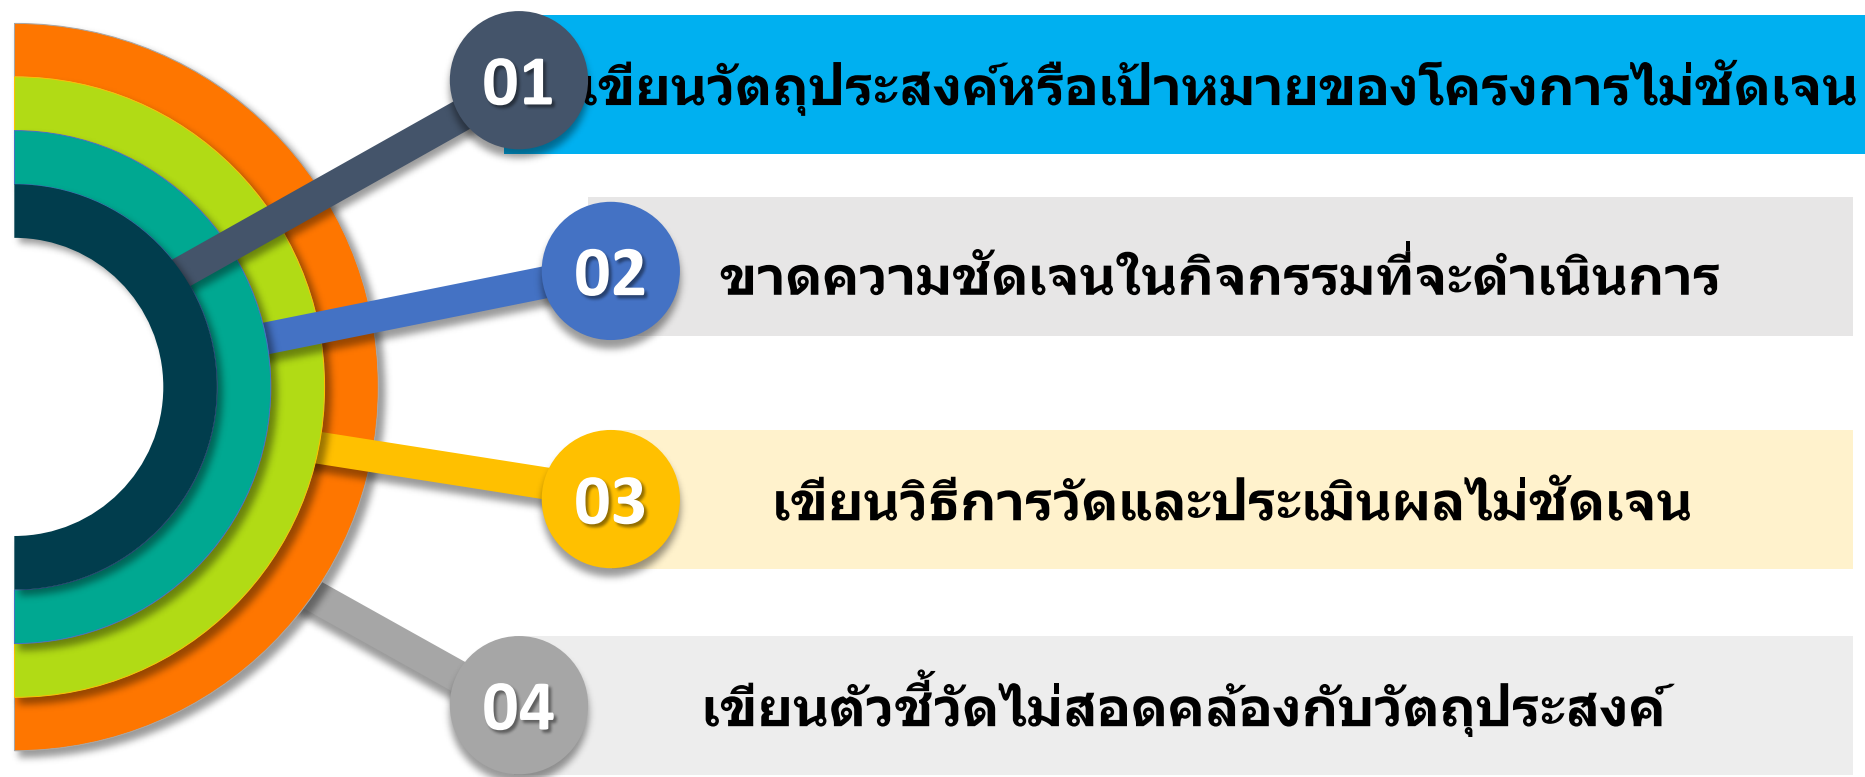 01 เขียนวัตถุประสงค์หรือเป้าหมายของโครงการไม่ชัดเจน
02 ขาดความชัดเจนในกิจกรรมที่จะดำเนินการ
03 เขียนวิธีการวัดและประเมินผลไม่ชัดเจน
04 เขียนตัวชี้วัดไม่สอดคล้องกับวัตถุประสงค์